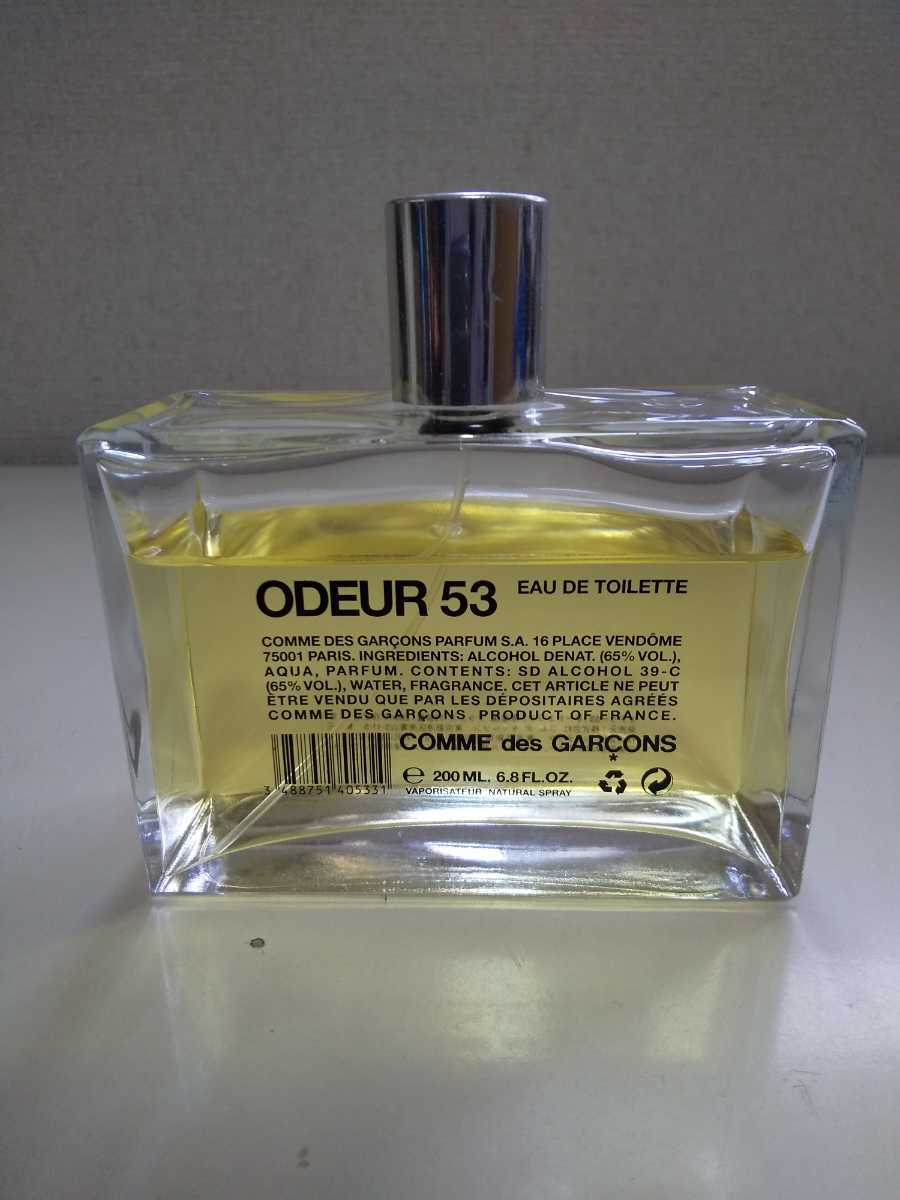 ODEUR 53 EAU DE TOILETTE
COMME DES GARÇONS PARFUM S.A. 16 PLACE VENDÔME
75001 PARIS. INGREDIENTS: ALCOHOL DENAT. (65% VOL.),
AQUA, PARFUM. CONTENTS: SD ALCOHOL 39-C
(65% VOL.), WATER, FRAGRANCE. CET ARTICLE NE PEUT
ÊTRE VENDU QUE PAR LES DÉPOSITAIRES AGRÉÉS
COMME DES GARÇONS. PRODUCT OF FRANCE.
COMME des GARÇONS
*
℮ 200 ML. 6.8 FL.OZ.
VAPORISATEUR NATURAL SPRAY
3 488751 405331